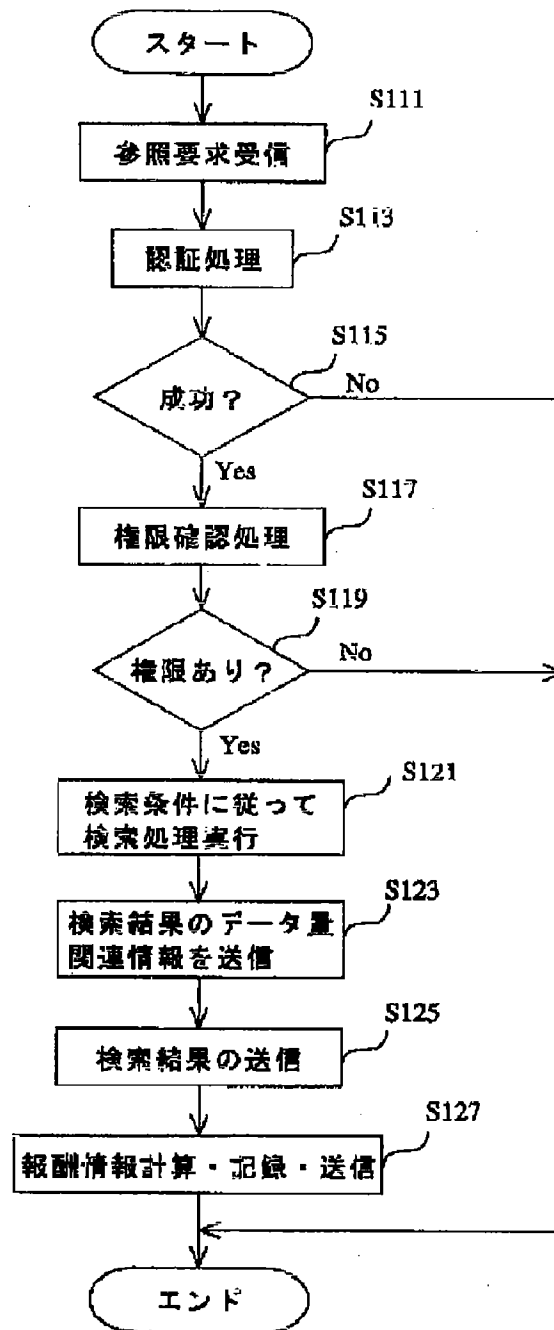 スタート
S111
参照要求受信
S113
認証処理
S115
成功？
No
Yes
S117
権限確認処理
S119
権限あり？
No
Yes
S121
検索条件に従って
検索処理実行
S123
検索結果のデータ量
関連情報を送信
S125
検索結果の送信
S127
報酬情報計算・記録・送信
エンド